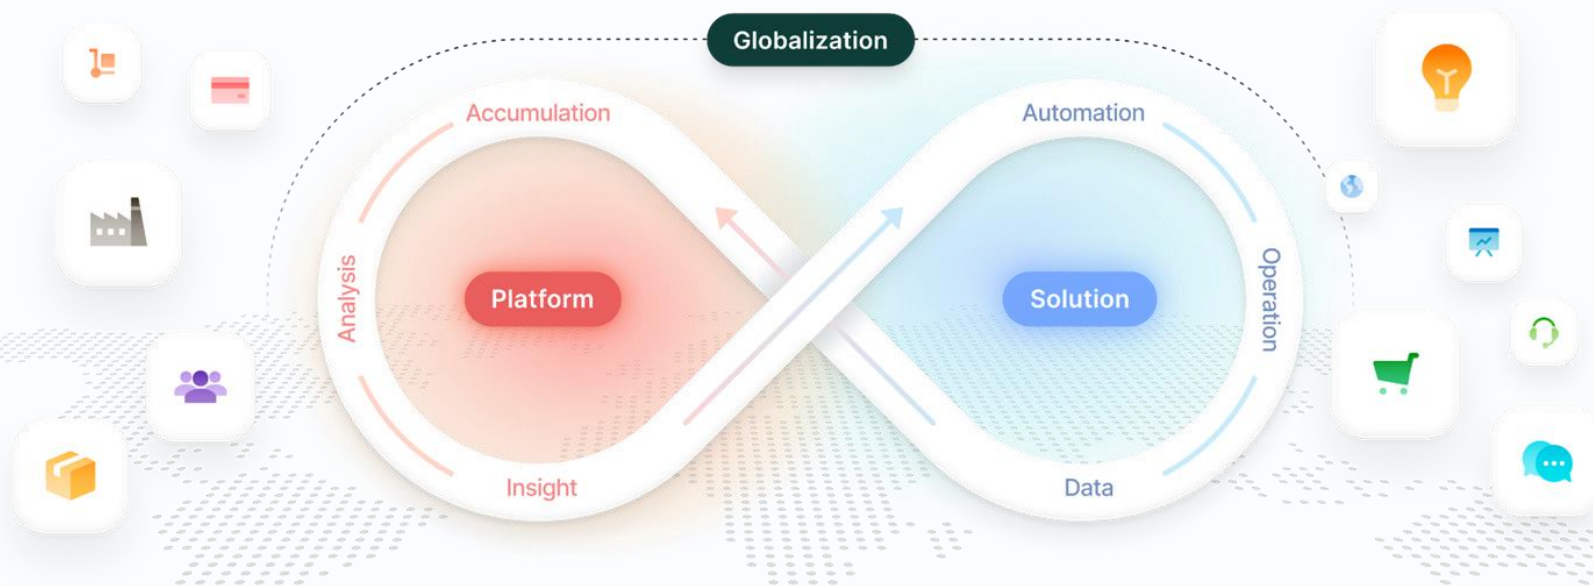 Globalization
Accumulation
Automation
Analysis
Platform
Solution
Operation
Insight
Data